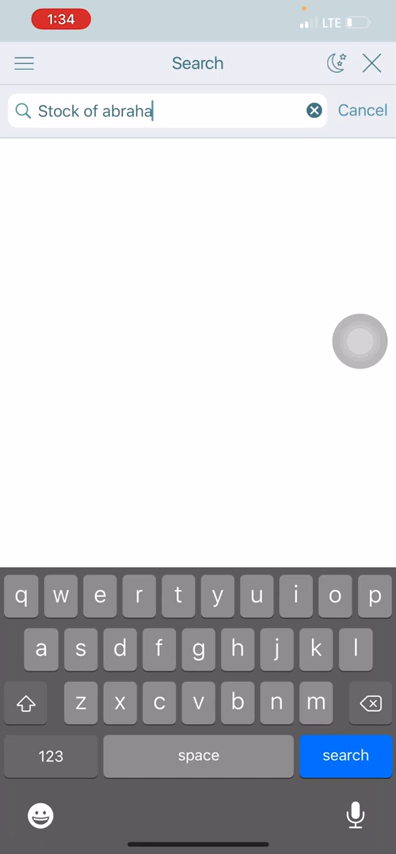 1:34
LTE
Search
Stock of abraha
Cancel
q w e r t y u i o p
a s d f g h j k l
z x c v b n m
123 space search